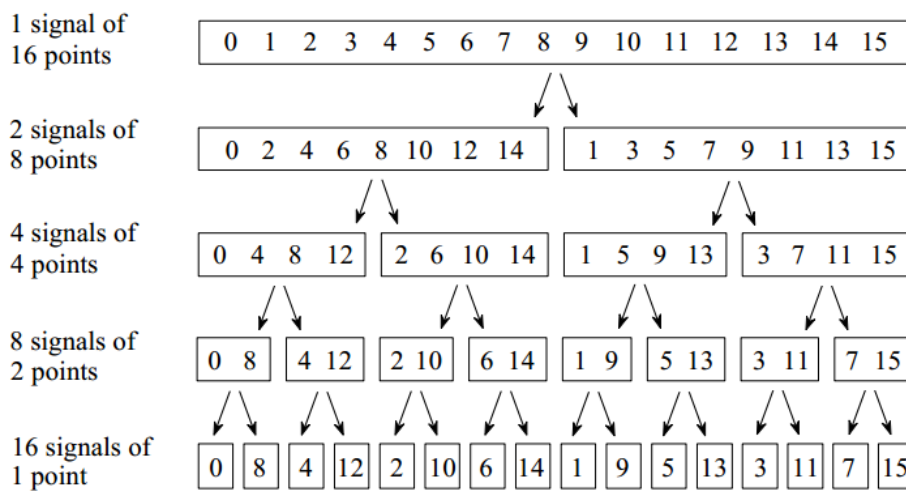 1 signal of
16 points
0 1 2 3 4 5 6 7 8 9 10 11 12 13 14 15
2 signals of
8 points
0 2 4 6 8 10 12 14 1 3 5 7 9 11 13 15
4 signals of
4 points
0 4 8 12 2 6 10 14 1 5 9 13 3 7 11 15
8 signals of
2 points
0 8 4 12 2 10 6 14 1 9 5 13 3 11 7 15
16 signals of
1 point
0 8 4 12 2 10 6 14 1 9 5 13 3 11 7 15